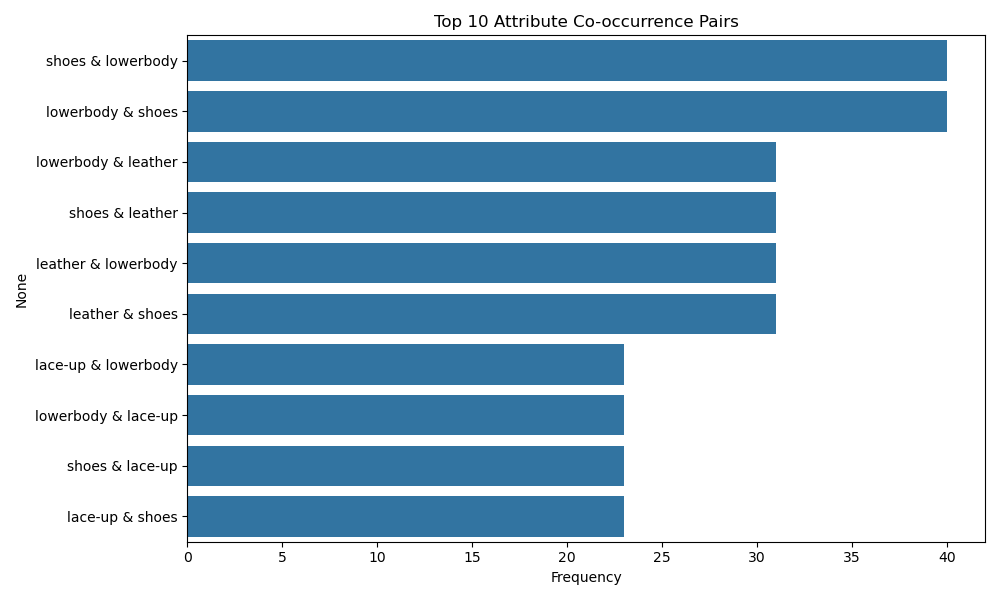 Top 10 Attribute Co-occurrence Pairs
shoes & lowerbody
lowerbody & shoes
lowerbody & leather
shoes & leather
leather & lowerbody
leather & shoes
lace-up & lowerbody
lowerbody & lace-up
shoes & lace-up
lace-up & shoes
None
0 5 10 15 20 25 30 35 40
Frequency